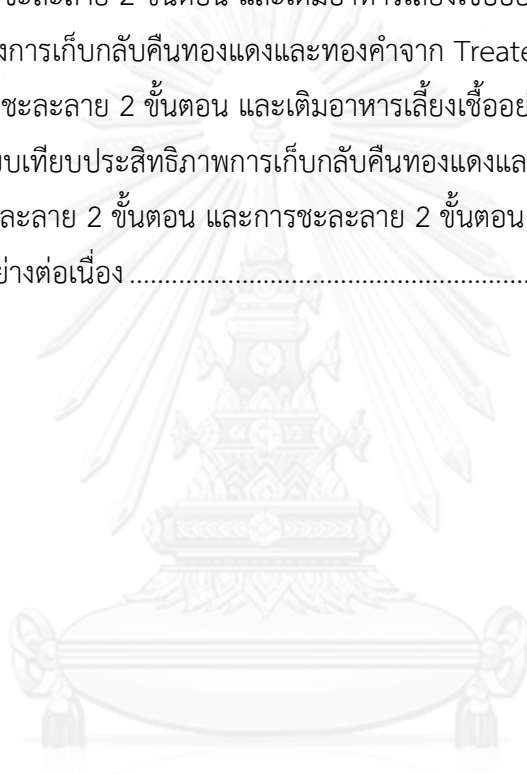 ชะละลาย 2 ขั้นตอน และเติมอาหารเลี้ยงเชื้ออย
งการเก็บกลับคืนทองแดงและทองคำจาก Treate
ชะละลาย 2 ขั้นตอน และเติมอาหารเลี้ยงเชื้ออย่
บเทียบประสิทธิภาพการเก็บกลับคืนทองแดงและ
ละลาย 2 ขั้นตอน และการชะละลาย 2 ขั้นตอน
ย่างต่อเนื่อง ............................................................